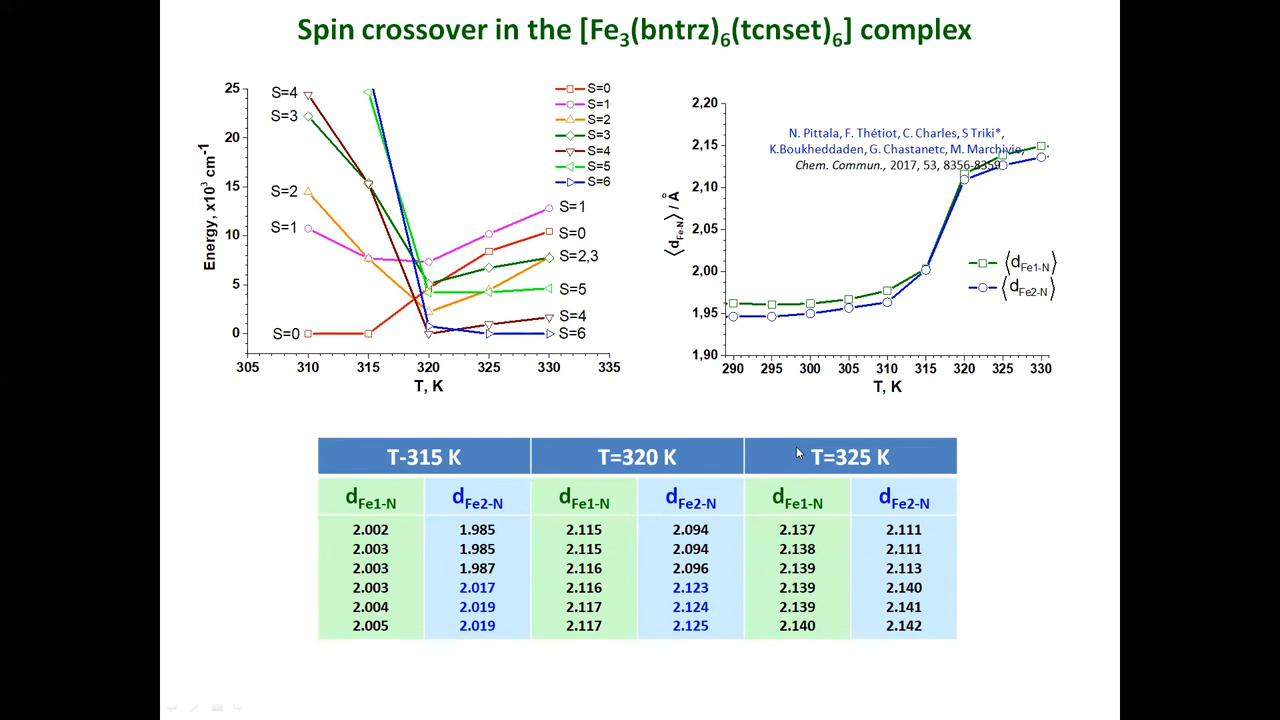 Spin crossover in the [Fe3(bntrz)6(tcnset)6] complex
25
20
15
10
5
0
Energy, x10³ cm⁻¹
305 310 315 320 325 330 335
T, K
S=4
S=3
S=2
S=1
S=0
S=0
S=1
S=2
S=3
S=4
S=5
S=6
S=1
S=0
S=2,3
S=5
S=4
S=6
2,20
2,15
2,10
2,05
2,00
1,95
1,90
⟨dFe-N⟩ / Å
N. Pittala, F. Thétiot, C. Charles, S Triki*,
K.Boukheddaden, G. Chastanetc, M. Marchivie,
Chem. Commun., 2017, 53, 8356-8359
⟨dFe1-N⟩
⟨dFe2-N⟩
290 295 300 305 310 315 320 325 330
T, K
T-315 K T=320 K T=325 K
dFe1-N dFe2-N dFe1-N dFe2-N dFe1-N dFe2-N
2.002 1.985 2.115 2.094 2.137 2.111
2.003 1.985 2.115 2.094 2.138 2.111
2.003 1.987 2.116 2.096 2.139 2.113
2.003 2.017 2.116 2.123 2.139 2.140
2.004 2.019 2.117 2.124 2.139 2.141
2.005 2.019 2.117 2.125 2.140 2.142